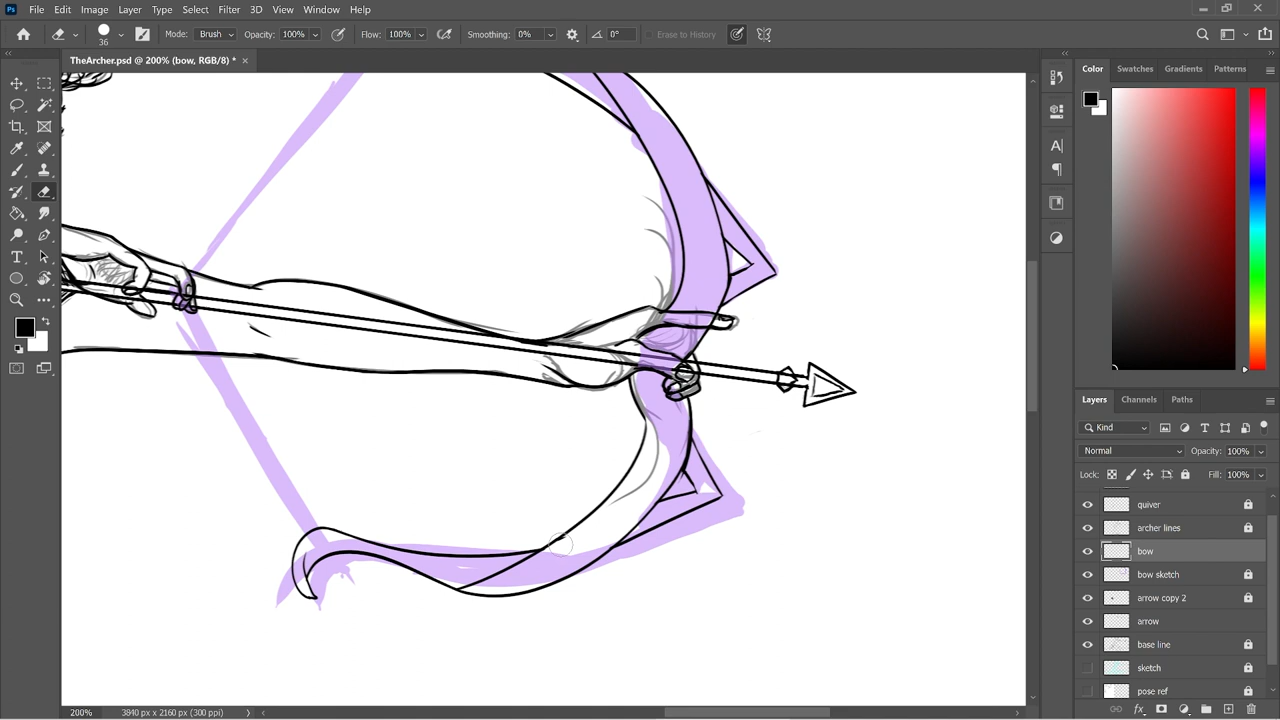 Ps File Edit Image Layer Type Select Filter 3D View Window Help
36 Mode: Brush Opacity: 100% Flow: 100% Smoothing: 0% 0° Erase to History
TheArcher.psd @ 200% (bow, RGB/8) *
Color Swatches Gradients Patterns
Layers Channels Paths
Kind
Normal Opacity: 100%
Lock: Fill: 100%
quiver
archer lines
bow
bow sketch
arrow copy 2
arrow
base line
sketch
pose ref
200% 3840 px x 2160 px (300 ppi)